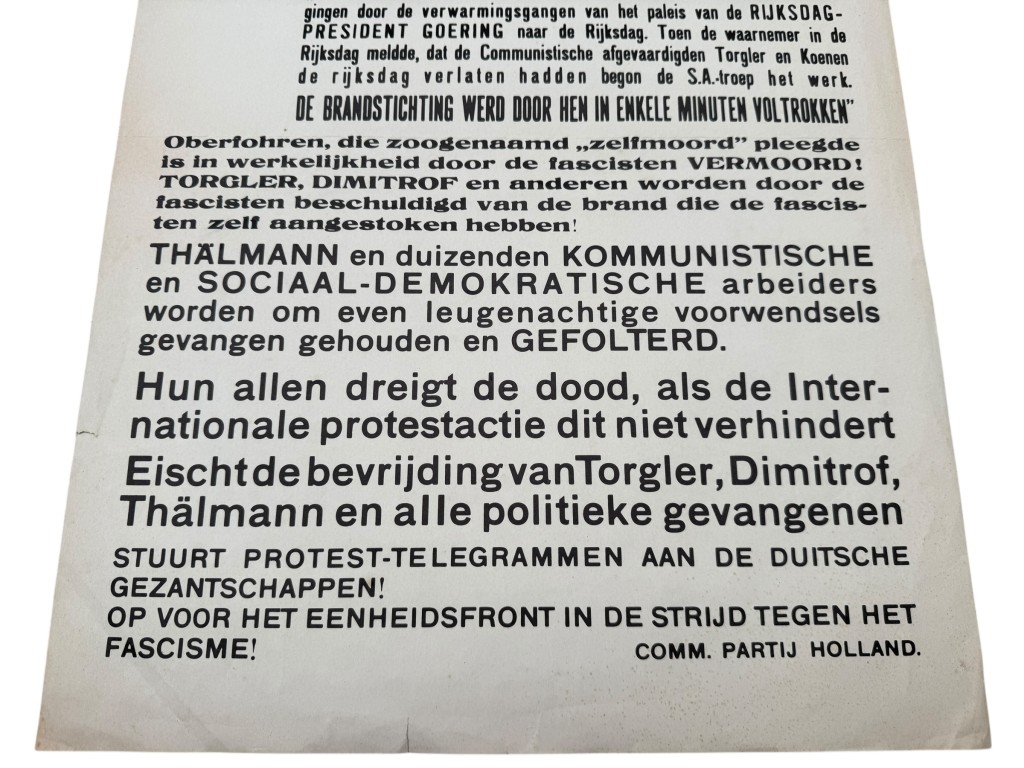 gingen door de verwarmingsgangen van het paleis van de RIJKSDAG-
PRESIDENT GOERING naar de Rijksdag. Toen de waarnemer in de
Rijksdag meldde, dat de Communistische afgevaardigden Torgler en Koenen
de rijksdag verlaten hadden begon de S.A.-troep het werk.
DE BRANDSTICHTING WERD DOOR HEN IN ENKELE MINUTEN VOLTROKKEN”
Oberfohren, die zoogenaamd „zelfmoord” pleegde
is in werkelijkheid door de fascisten VERMOORD!
TORGLER, DIMITROF en anderen worden door de
fascisten beschuldigd van de brand die de fascis-
ten zelf aangestoken hebben!
THÄLMANN en duizenden KOMMUNISTISCHE
en SOCIAAL-DEMOKRATISCHE arbeiders
worden om even leugenachtige voorwendsels
gevangen gehouden en GEFOLTERD.
Hun allen dreigt de dood, als de Inter-
nationale protestactie dit niet verhindert
Eischt de bevrijding van Torgler, Dimitrof,
Thälmann en alle politieke gevangenen
STUURT PROTEST-TELEGRAMMEN AAN DE DUITSCHE
GEZANTSCHAPPEN!
OP VOOR HET EENHEIDSFRONT IN DE STRIJD TEGEN HET
FASCISME!
COMM. PARTIJ HOLLAND.